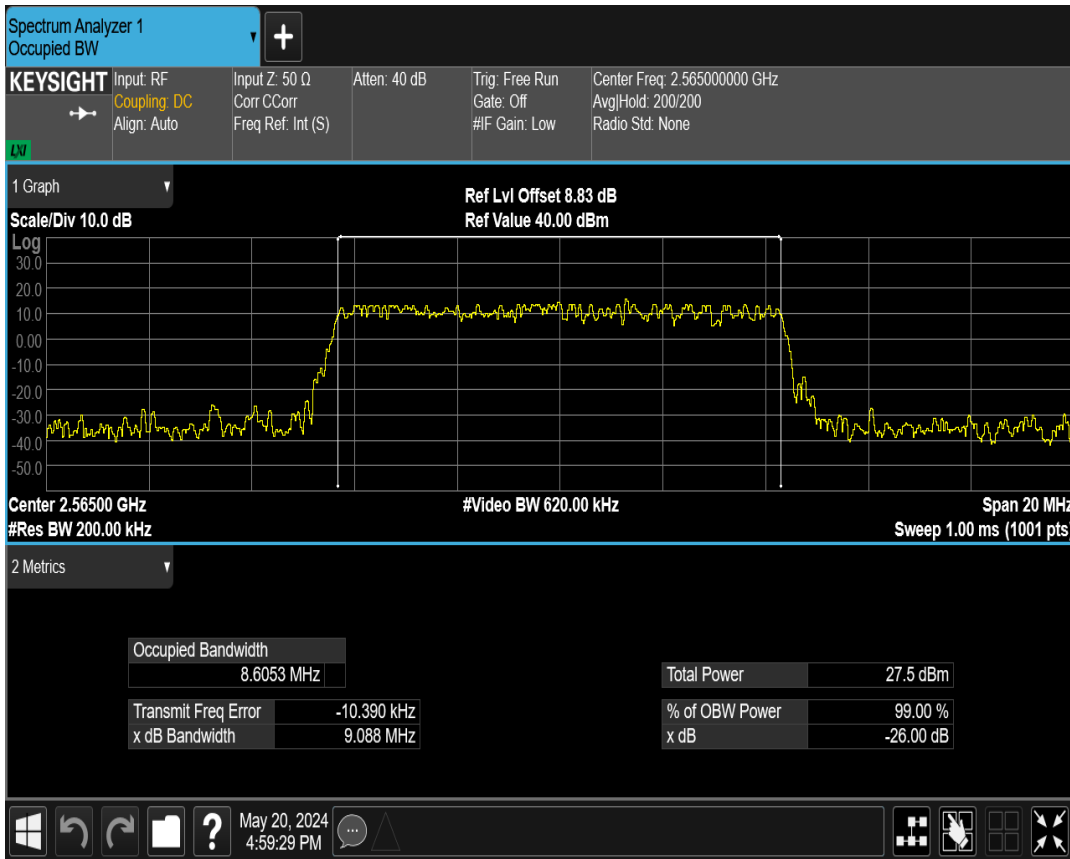 Spectrum Analyzer 1
Occupied BW
+
KEYSIGHT
LXI
Input: RF
Coupling: DC
Align: Auto
Input Z: 50 Ω
Corr CCorr
Freq Ref: Int (S)
Atten: 40 dB
Trig: Free Run
Gate: Off
#IF Gain: Low
Center Freq: 2.565000000 GHz
Avg|Hold: 200/200
Radio Std: None
1 Graph
Scale/Div 10.0 dB
Ref Lvl Offset 8.83 dB
Ref Value 40.00 dBm
Log
30.0
20.0
10.0
0.00
-10.0
-20.0
-30.0
-40.0
-50.0
Center 2.56500 GHz
#Video BW 620.00 kHz
Span 20 MHz
#Res BW 200.00 kHz
Sweep 1.00 ms (1001 pts)
2 Metrics
Occupied Bandwidth
8.6053 MHz
Total Power 27.5 dBm
Transmit Freq Error -10.390 kHz
% of OBW Power 99.00 %
x dB Bandwidth 9.088 MHz
x dB -26.00 dB
?
May 20, 2024
4:59:29 PM